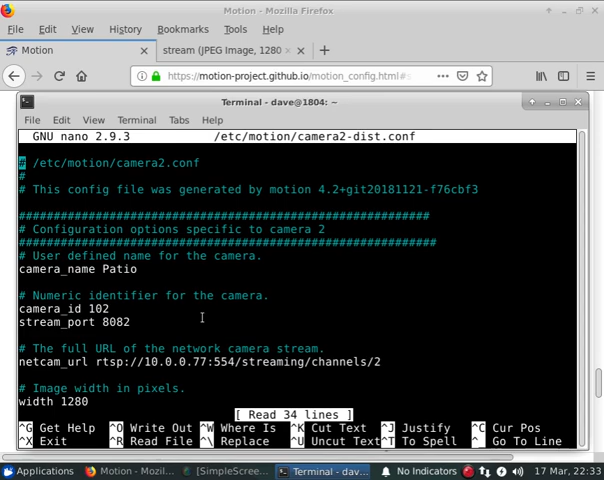 Motion - Mozilla Firefox
File Edit View History Bookmarks Tools Help
Motion
stream (JPEG Image, 1280 ×
https://motion-project.github.io/motion_config.html#
Terminal - dave@1804: ~
File Edit View Terminal Tabs Help
GNU nano 2.9.3 /etc/motion/camera2-dist.conf
# /etc/motion/camera2.conf
#
# This config file was generated by motion 4.2+git20181121-f76cbf3
##############################################################
# Configuration options specific to camera 2
###############################################################
# User defined name for the camera.
camera_name Patio
# Numeric identifier for the camera.
camera_id 102
stream_port 8082
# The full URL of the network camera stream.
netcam_url rtsp://10.0.0.77:554/streaming/channels/2
# Image width in pixels.
width 1280
[ Read 34 lines ]
^G Get Help ^O Write Out ^W Where Is ^K Cut Text ^J Justify ^C Cur Pos
^X Exit ^R Read File ^\ Replace ^U Uncut Text ^T To Spell ^_ Go To Line
Applications Motion - Mozil... [SimpleScree... Terminal - dav... No Indicators 17 Mar, 22:33